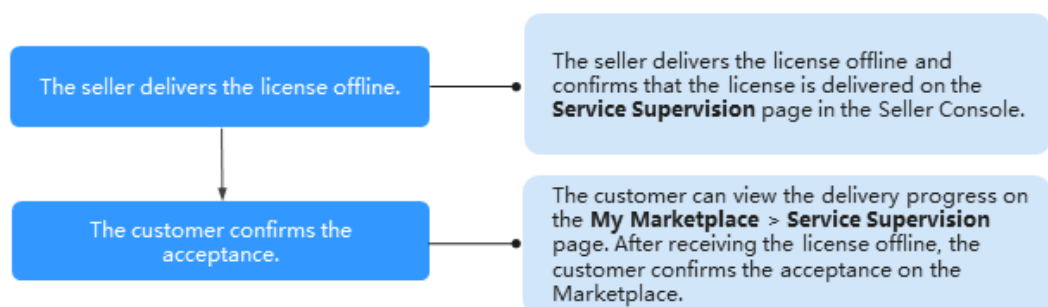 The seller delivers the license offline.
The seller delivers the license offline and
confirms that the license is delivered on the
Service Supervision page in the Seller Console.
The customer confirms the
acceptance.
The customer can view the delivery progress on
the My Marketplace > Service Supervision
page. After receiving the license offline, the
customer confirms the acceptance on the
Marketplace.